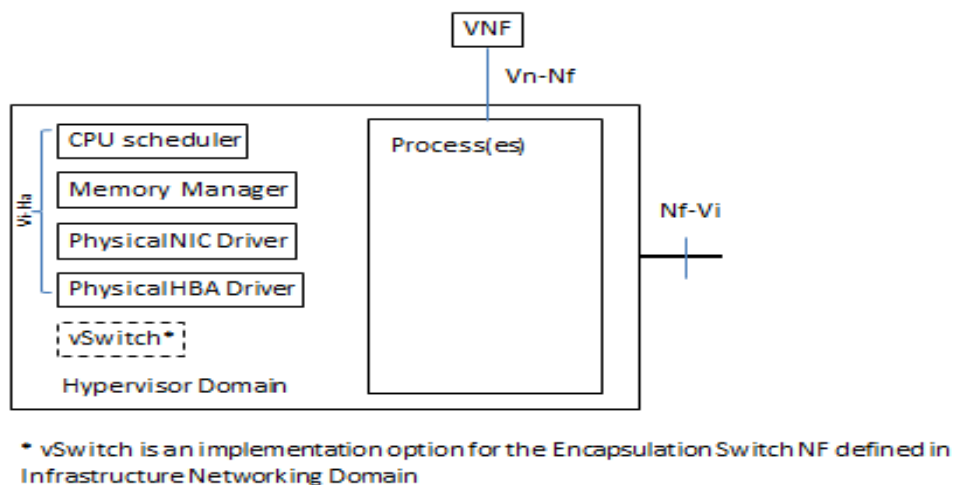 VNF
Vn-Nf
CPU scheduler
Process(es)
Memory Manager
Vi-Ha
Nf-Vi
PhysicalNIC Driver
PhysicalHBA Driver
vSwitch*
Hypervisor Domain
* vSwitch is an implementation option for the Encapsulation Switch NF defined in
Infrastructure Networking Domain